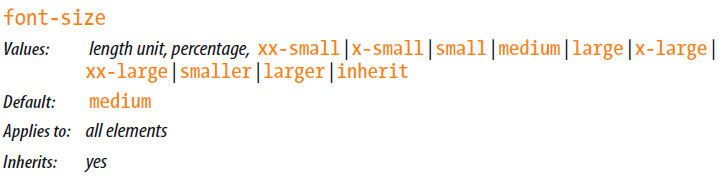 font-size
Values: length unit, percentage, xx-small|x-small|small|medium|large|x-large|
xx-large|smaller|larger|inherit
Default: medium
Applies to: all elements
Inherits: yes